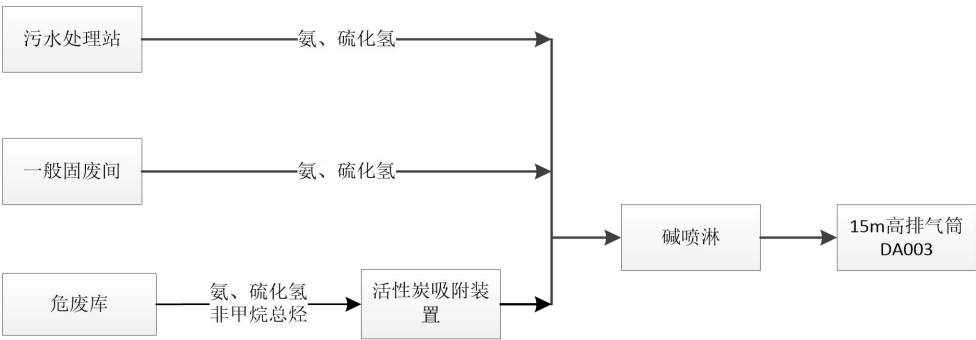 污水处理站
氨、硫化氢
一般固废间
氨、硫化氢
碱喷淋
15m高排气筒
DA003
危废库
氨、硫化氢
非甲烷总烃
活性炭吸附装
置